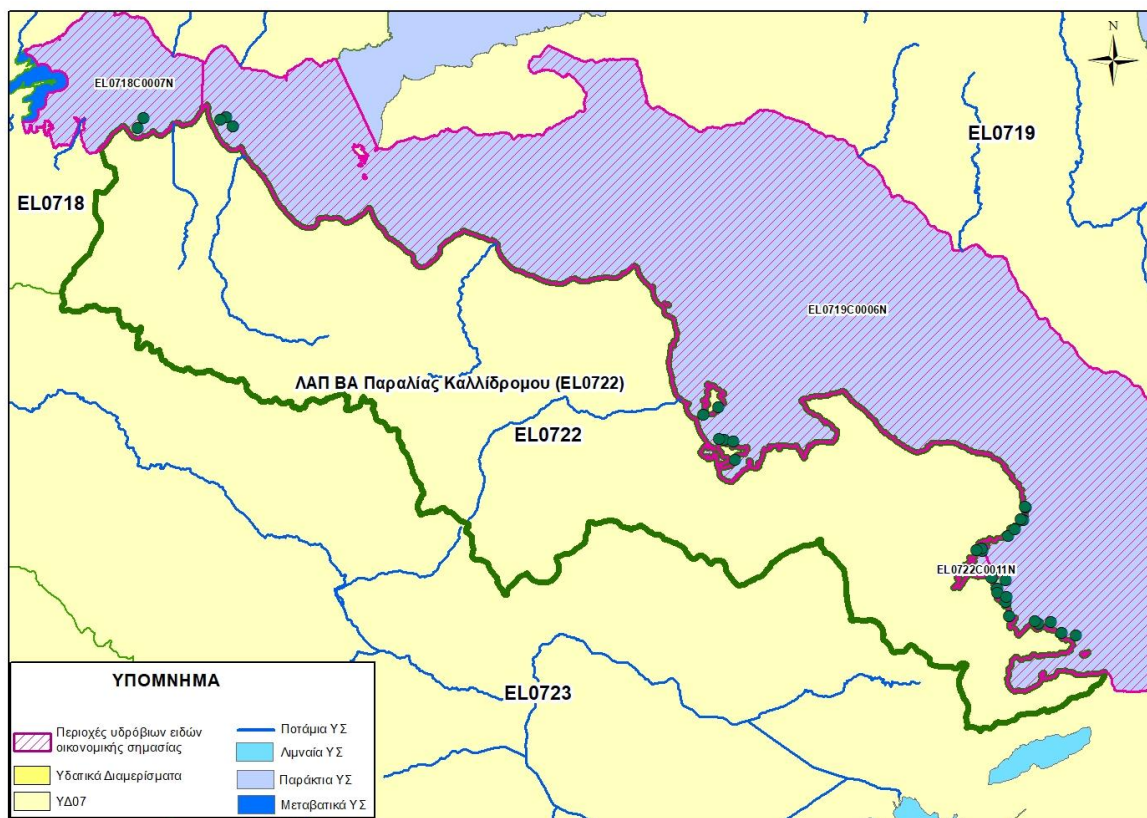 N
EL0718C0007N
EL0719
EL0718
EL0719C0006N
ΛΑΠ ΒΑ Παραλίας Καλλίδρομου (EL0722)
EL0722
EL0722C0011N
EL0723
ΥΠΟΜΝΗΜΑ
Περιοχές υδρόβιων ειδών
οικονομικής σημασίας
Υδατικά Διαμερίσματα
ΥΔ07
Ποτάμια ΥΣ
Λιμναία ΥΣ
Παράκτια ΥΣ
Μεταβατικά ΥΣ